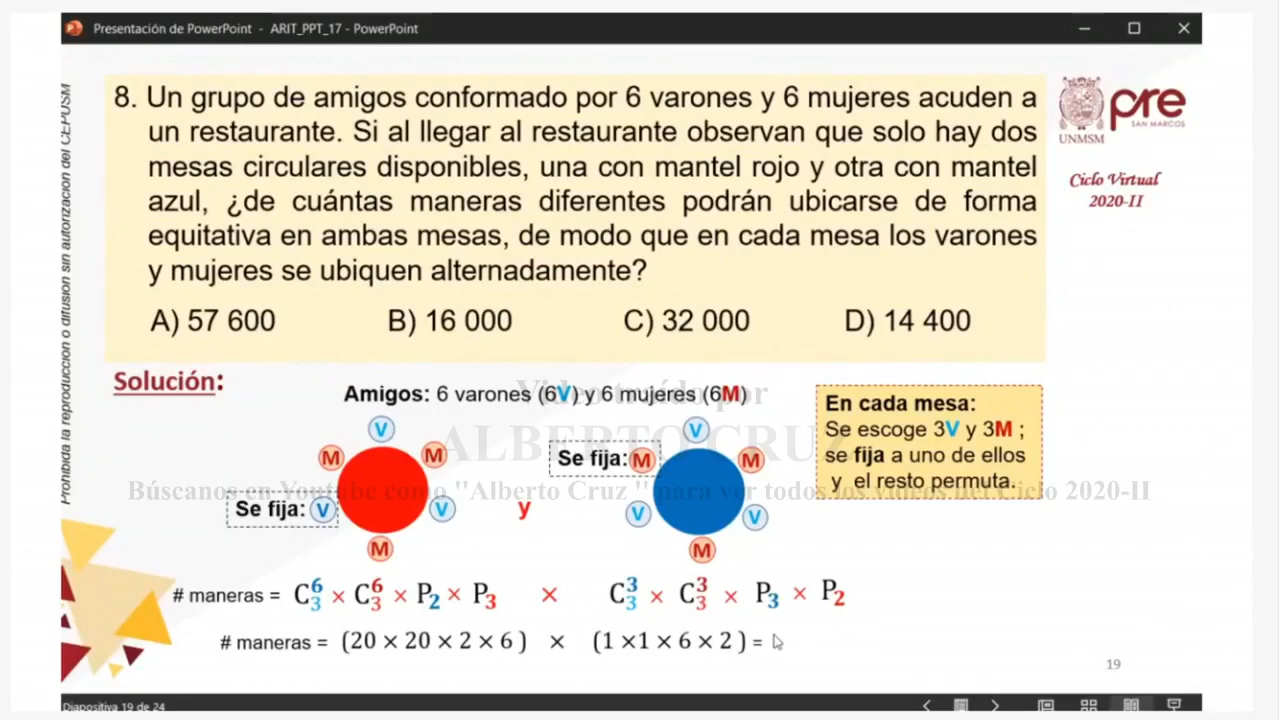 Presentación de PowerPoint - ARIT_PPT_17 - PowerPoint
Prohibida la reproducción o difusión sin autorización del CEPUSM
8. Un grupo de amigos conformado por 6 varones y 6 mujeres acuden a
un restaurante. Si al llegar al restaurante observan que solo hay dos
mesas circulares disponibles, una con mantel rojo y otra con mantel
azul, ¿de cuántas maneras diferentes podrán ubicarse de forma
equitativa en ambas mesas, de modo que en cada mesa los varones
y mujeres se ubiquen alternadamente?
A) 57 600 B) 16 000 C) 32 000 D) 14 400
UNMSM
pre
SAN MARCOS
Ciclo Virtual
2020-II
Solución:
Amigos: 6 varones (6V) y 6 mujeres (6M)
Video traído por
ALBERTO CRUZ
Búscanos en Youtube como "Alberto Cruz" para ver todos los videos del Ciclo 2020-II
V
M M
Se fija: V V
M
y
V
Se fija: M M
V V
M
En cada mesa:
Se escoge 3V y 3M ;
se fija a uno de ellos
y el resto permuta.
# maneras = C₃⁶ × C₃⁶ × P₂ × P₃ × C₃³ × C₃³ × P₃ × P₂
# maneras = (20 × 20 × 2 × 6 ) × (1 ×1 × 6 × 2 ) =
19
Diapositiva 19 de 24